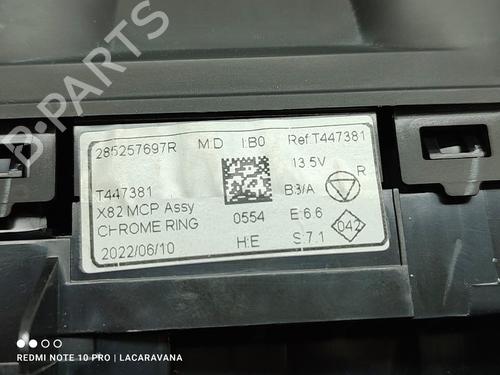 285257697R M:D I:B0 Ref:T447381
13.5V
T447381 B3/A R
X82 MCP Assy
CHROME RING 0554 E:6.6 042
2022/06/10 H:E S:7.1
B-PARTS
REDMI NOTE 10 PRO | LACARAVANA